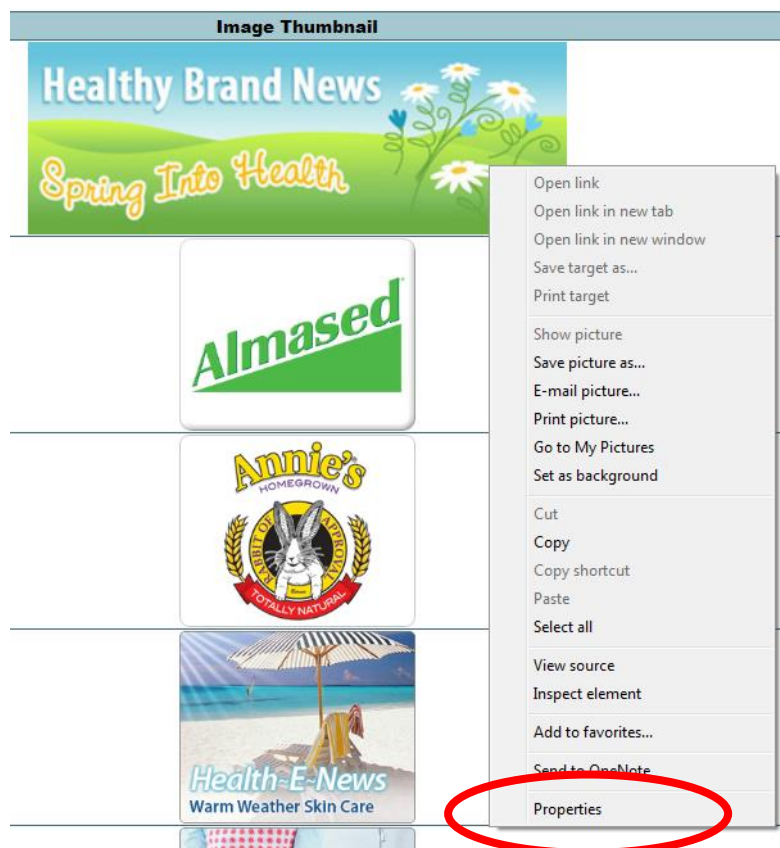 Image Thumbnail
Healthy Brand News
Spring Into Health
Almased
Annie's
HOMEGROWN
RABBIT OF APPROVAL
Bernie
TOTALLY NATURAL
Health-E-News
Warm Weather Skin Care
Open link
Open link in new tab
Open link in new window
Save target as...
Print target
Show picture
Save picture as...
E-mail picture...
Print picture...
Go to My Pictures
Set as background
Cut
Copy
Copy shortcut
Paste
Select all
View source
Inspect element
Add to favorites...
Send to OneNote
Properties